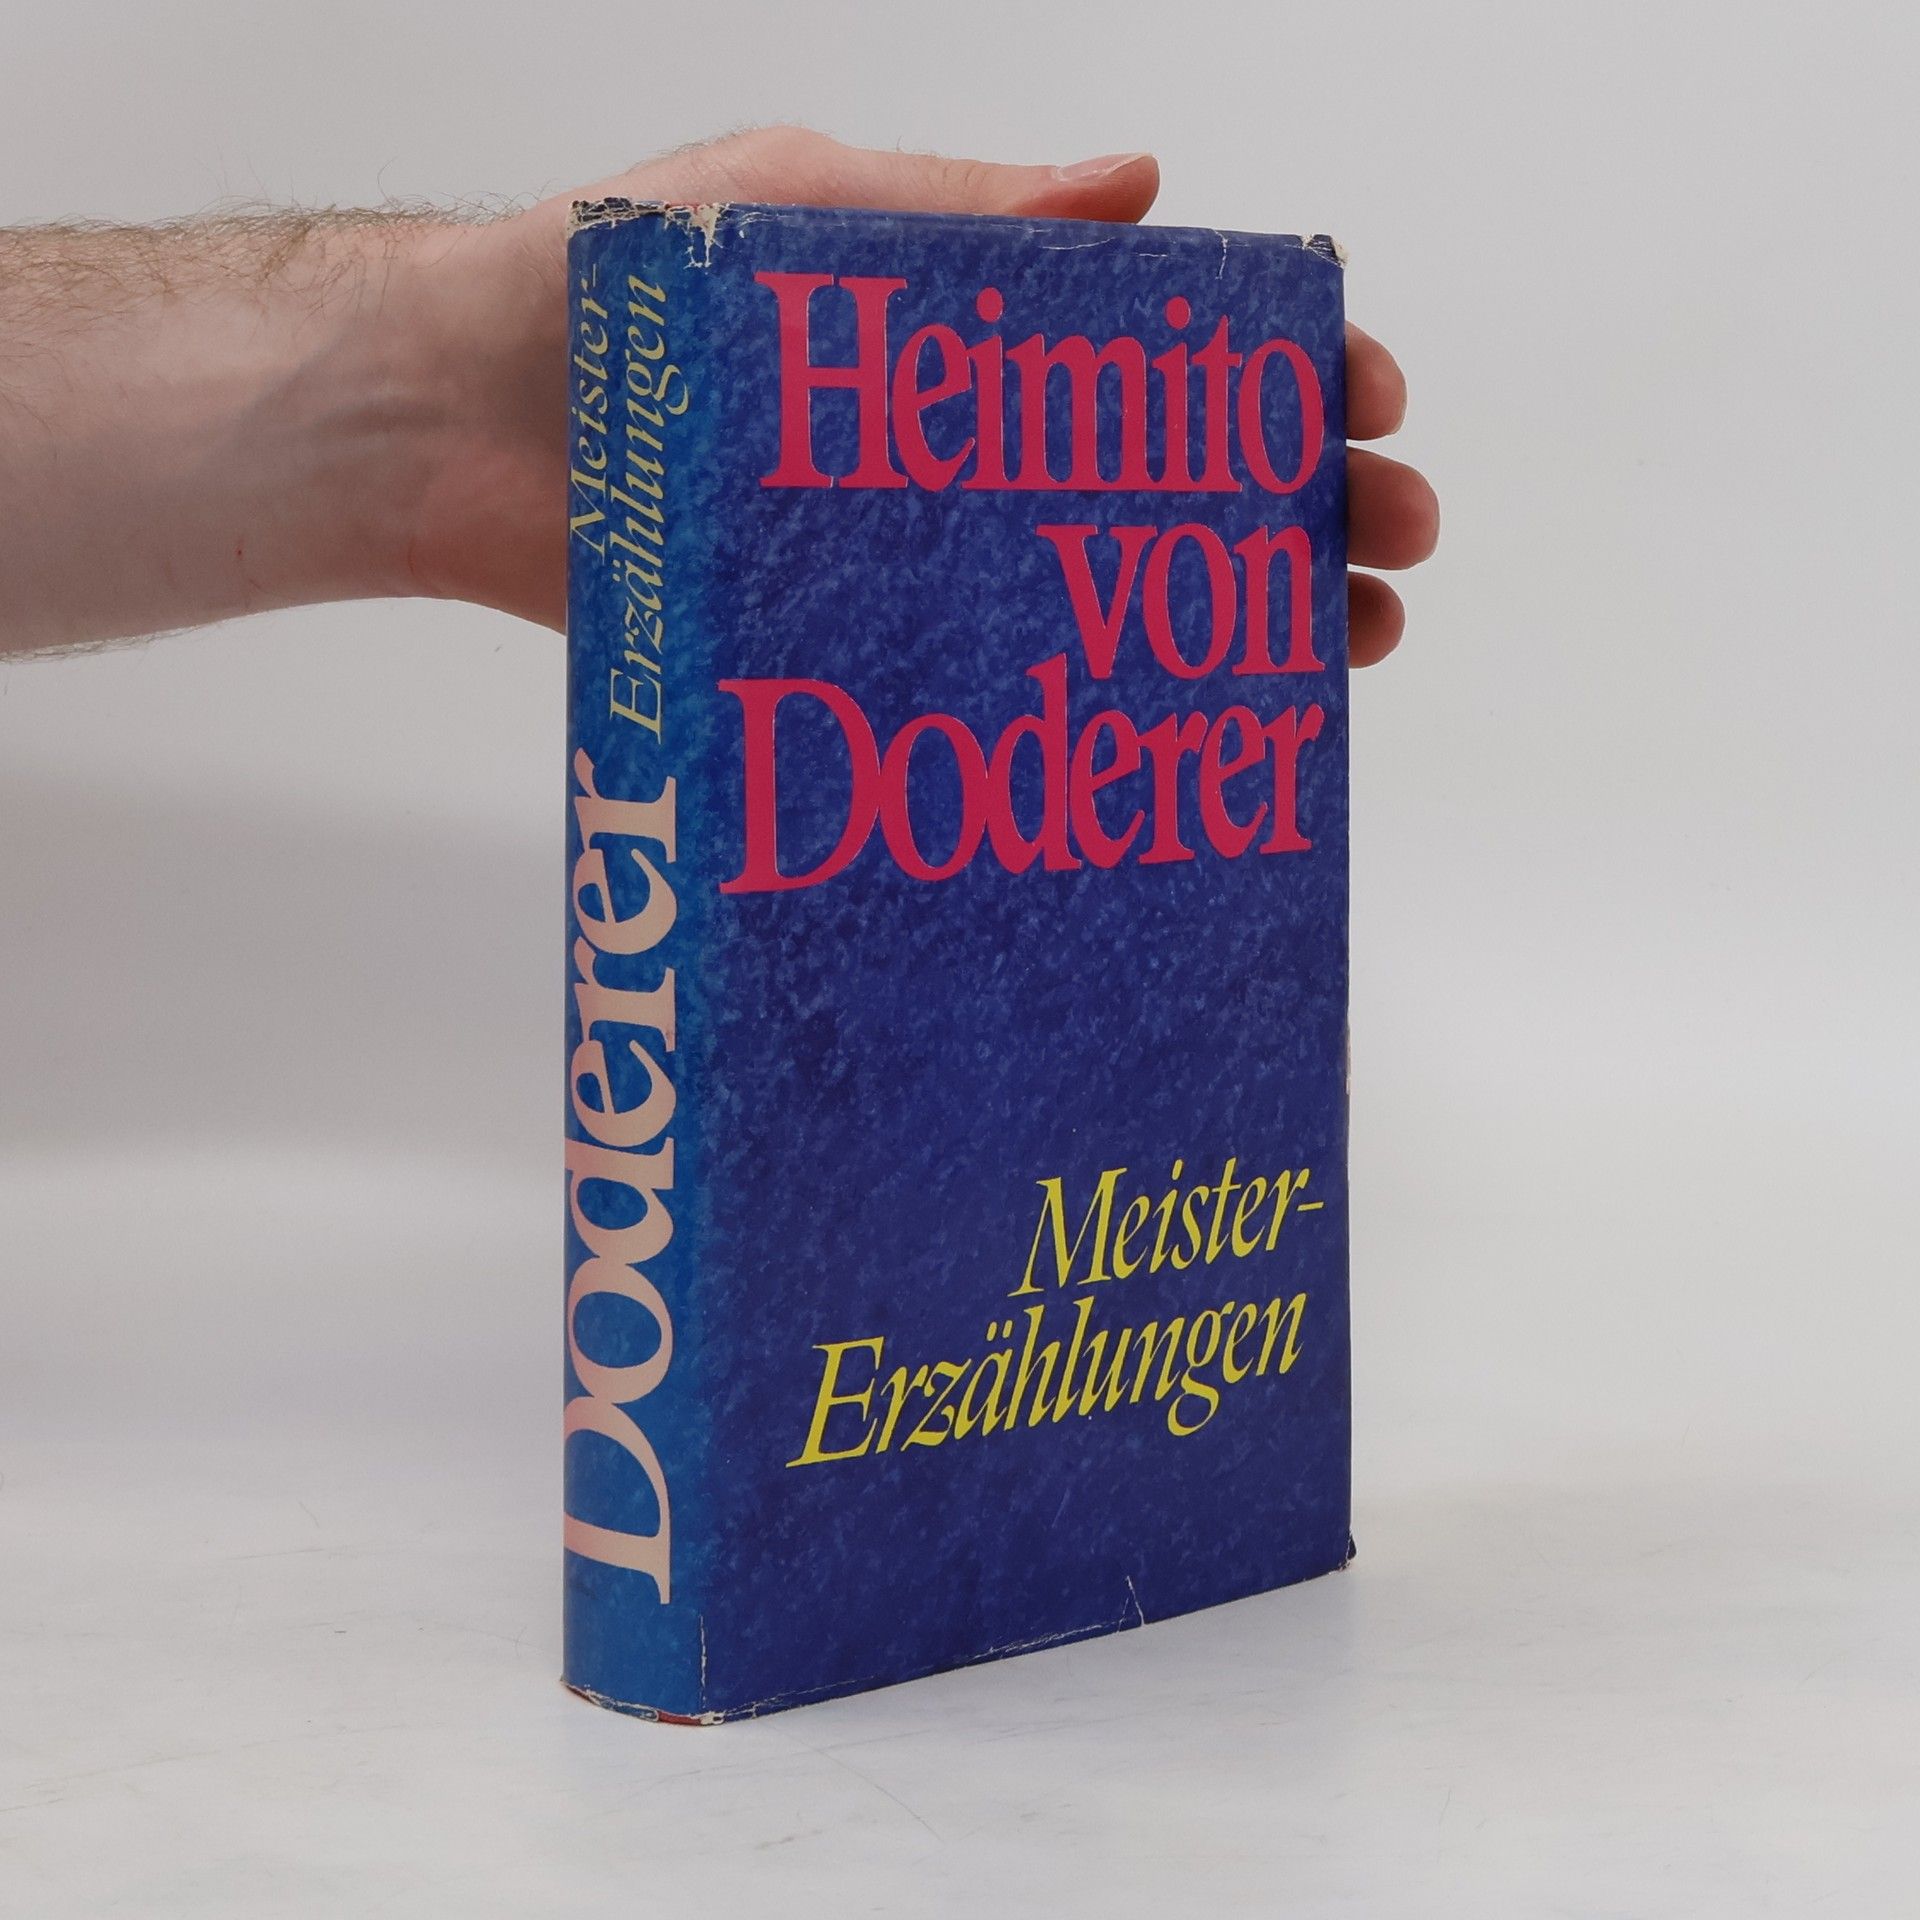 Heimito
von
Doderer
Meister-
Erzählungen
Doderer
Meister-
Erzählungen